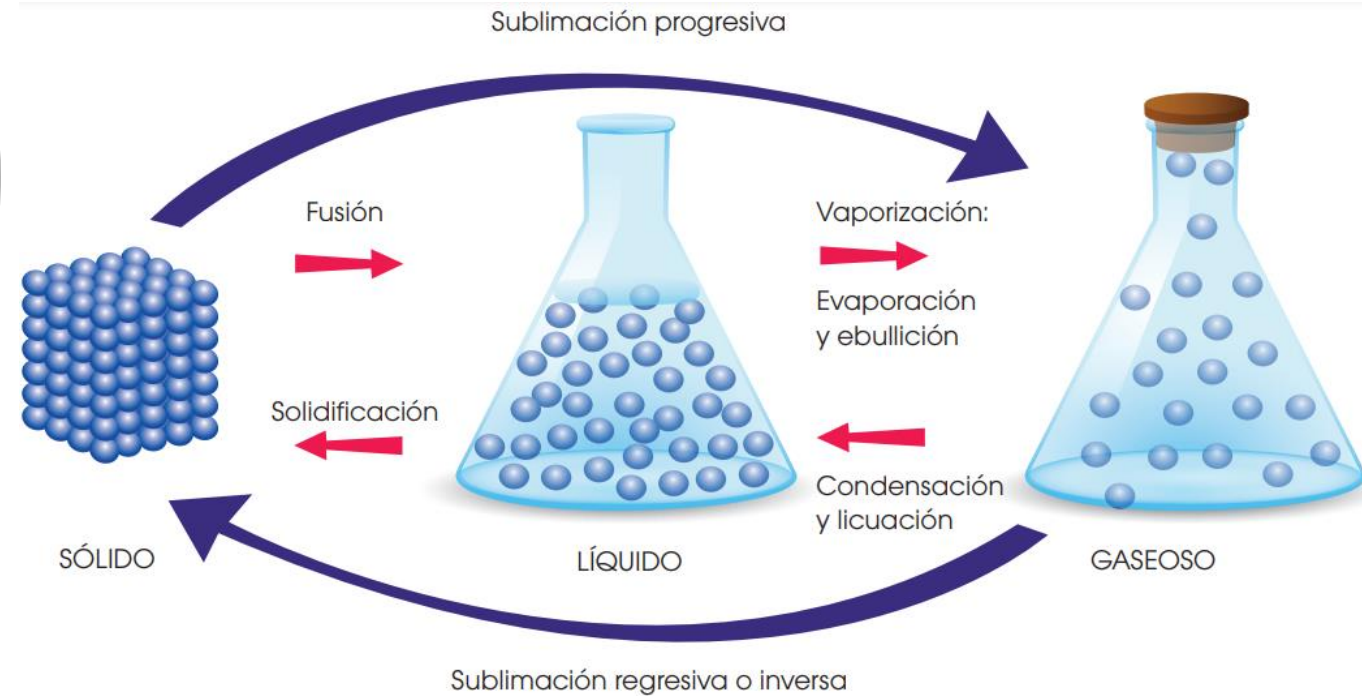 Sublimación progresiva
Fusión
Vaporización:
Evaporación
y ebullición
Solidificación
Condensación
y licuación
SÓLIDO
LÍQUIDO
GASEOSO
Sublimación regresiva o inversa